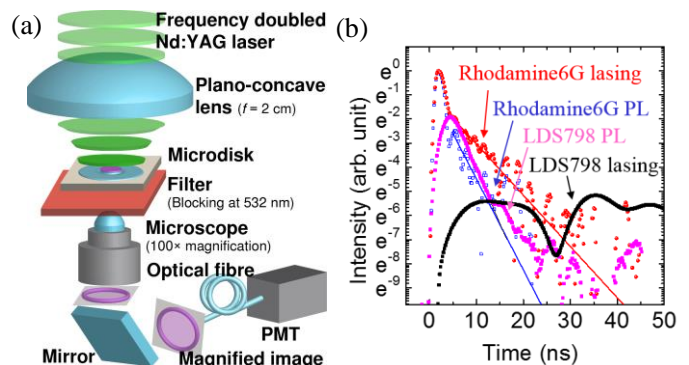 (a)
Frequency doubled
Nd:YAG laser
Plano-concave
lens (f = 2 cm)
Microdisk
Filter
(Blocking at 532 nm)
Microscope
(100× magnification)
Optical fibre
PMT
Mirror
Magnified image
(b)
Intensity (arb. unit)
e⁰
e⁻¹
e⁻²
e⁻³
e⁻⁴
e⁻⁵
e⁻⁶
e⁻⁷
e⁻⁸
e⁻⁹
Rhodamine6G lasing
Rhodamine6G PL
LDS798 PL
LDS798 lasing
0 10 20 30 40 50
Time (ns)